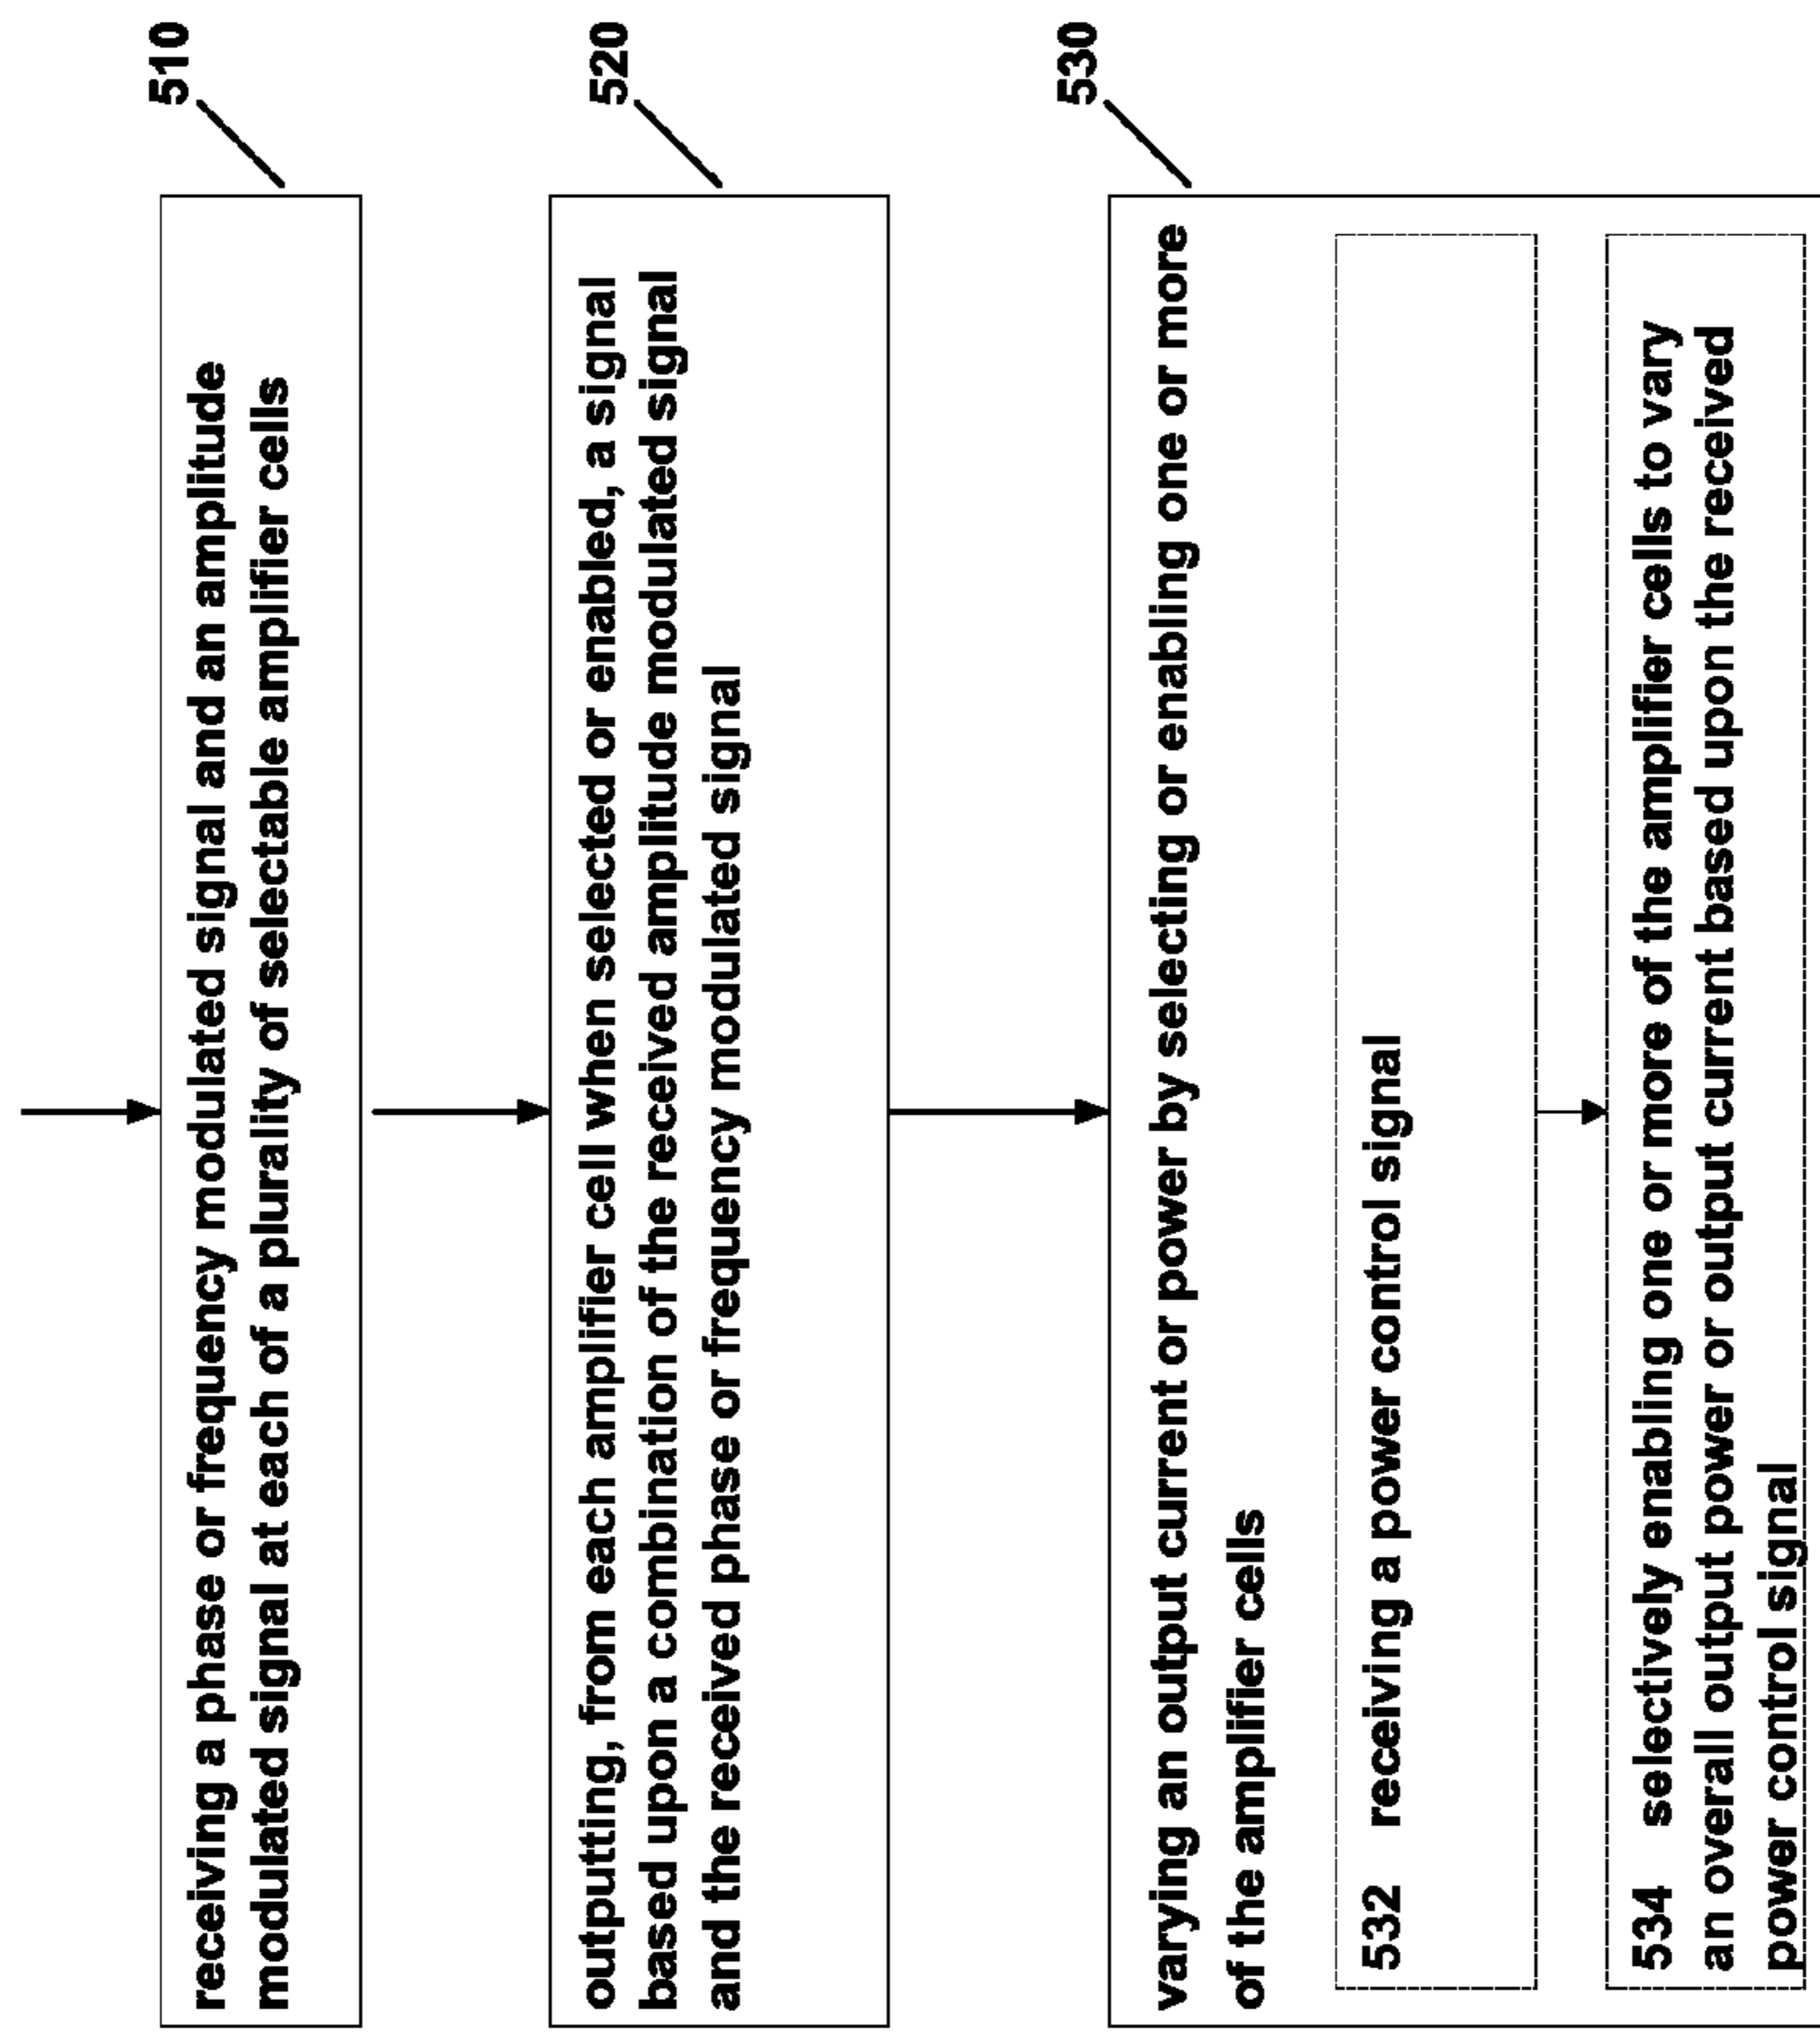 510
receiving a phase or frequency modulated signal and an amplitude
modulated signal at each of a plurality of selectable amplifier cells
520
outputting, from each amplifier cell when selected or enabled, a signal
based upon a combination of the received amplitude modulated signal
and the received phase or frequency modulated signal
530
varying an output current or power by selecting or enabling one or more
of the amplifier cells
532 receiving a power control signal
534 selectively enabling one or more of the amplifier cells to vary
an overall output power or output current based upon the received
power control signal